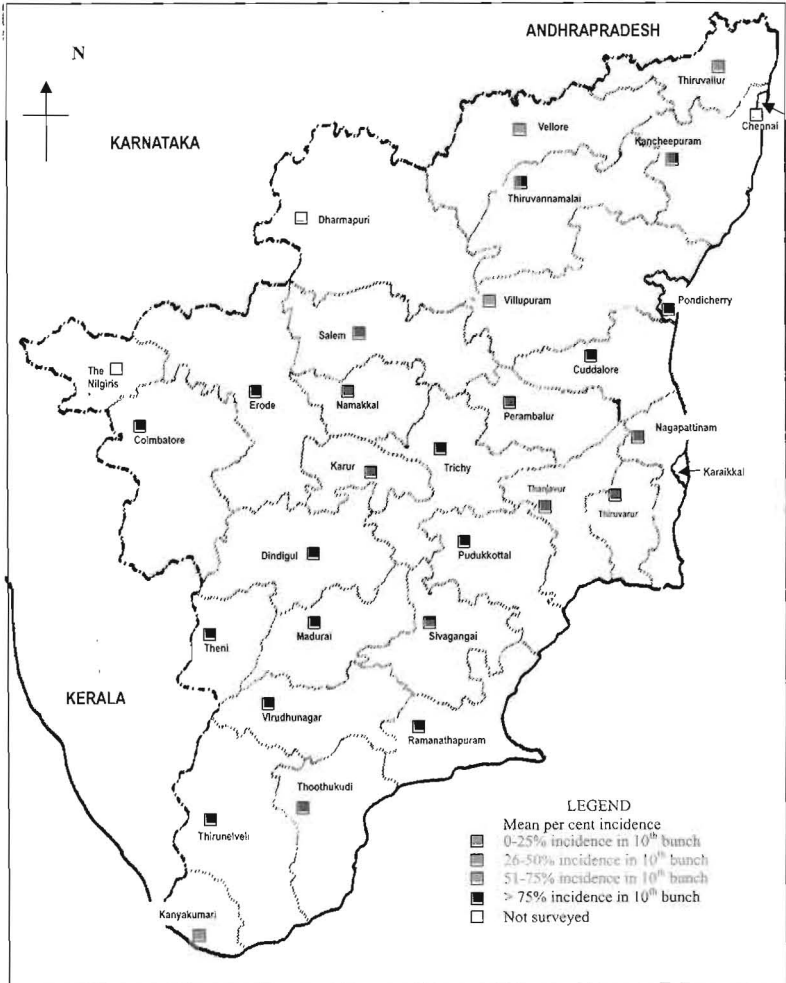 ANDHRAPRADESH
N
Thiruvallur
Chennai
Vellore
Kancheepuram
KARNATAKA
Thiruvannamalai
Dharmapuri
Villupuram
Pondicherry
Salem
Cuddalore
The
Nilgiris
Erode
Namakkal
Perambalur
Coimbatore
Nagapattinam
Trichy
Karur
Karaikkal
Thanjavur
Thiruvarur
Dindigul
Pudukkottai
Theni
Madurai
Sivagangai
KERALA
Virudhunagar
Ramanathapuram
Thoothukudi
Thirunelveli
Kanyakumari
LEGEND
Mean per cent incidence
0-25% incidence in 10th bunch
26-50% incidence in 10th bunch
51-75% incidence in 10th bunch
> 75% incidence in 10th bunch
Not surveyed